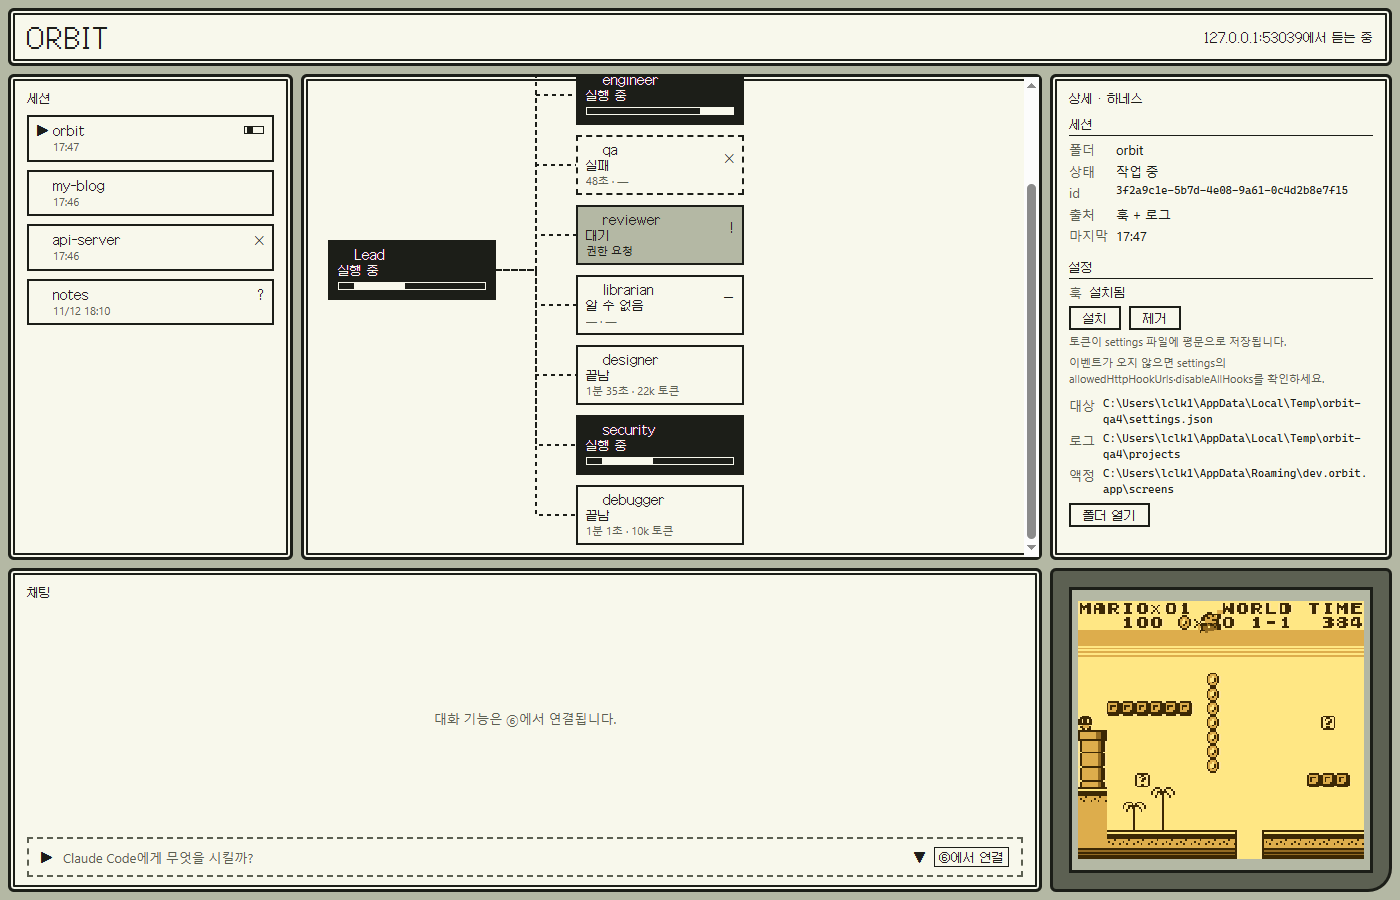 ORBIT
127.0.0.1:53039에서 듣는 중
세션
orbit
17:47
my-blog
17:46
api-server
17:46
×
notes
11/12 18:10
?
Lead
실행 중
engineer
실행 중
qa
실패
48초 · —
×
reviewer
대기
권한 요청
!
librarian
알 수 없음
— · —
—
designer
끝남
1분 35초 · 22k 토큰
security
실행 중
debugger
끝남
1분 1초 · 10k 토큰
상세 · 하네스
세션
폴더 orbit
상태 작업 중
id 3f2a9c1e-5b7d-4e08-9a61-0c4d2b8e7f15
출처 훅 + 로그
마지막 17:47
설정
훅 설치됨
설치 제거
토큰이 settings 파일에 평문으로 저장됩니다.
이벤트가 오지 않으면 settings의
allowedHttpHookUrls·disableAllHooks를 확인하세요.
대상 C:\Users\lclk1\AppData\Local\Temp\orbit-
qa4\settings.json
로그 C:\Users\lclk1\AppData\Local\Temp\orbit-
qa4\projects
액정 C:\Users\lclk1\AppData\Roaming\dev.orbit.
app\screens
폴더 열기
채팅
대화 기능은 ⑥에서 연결됩니다.
Claude Code에게 무엇을 시킬까?
⑥에서 연결
MARIO×01 WORLD TIME
100 1-1 384
?
?